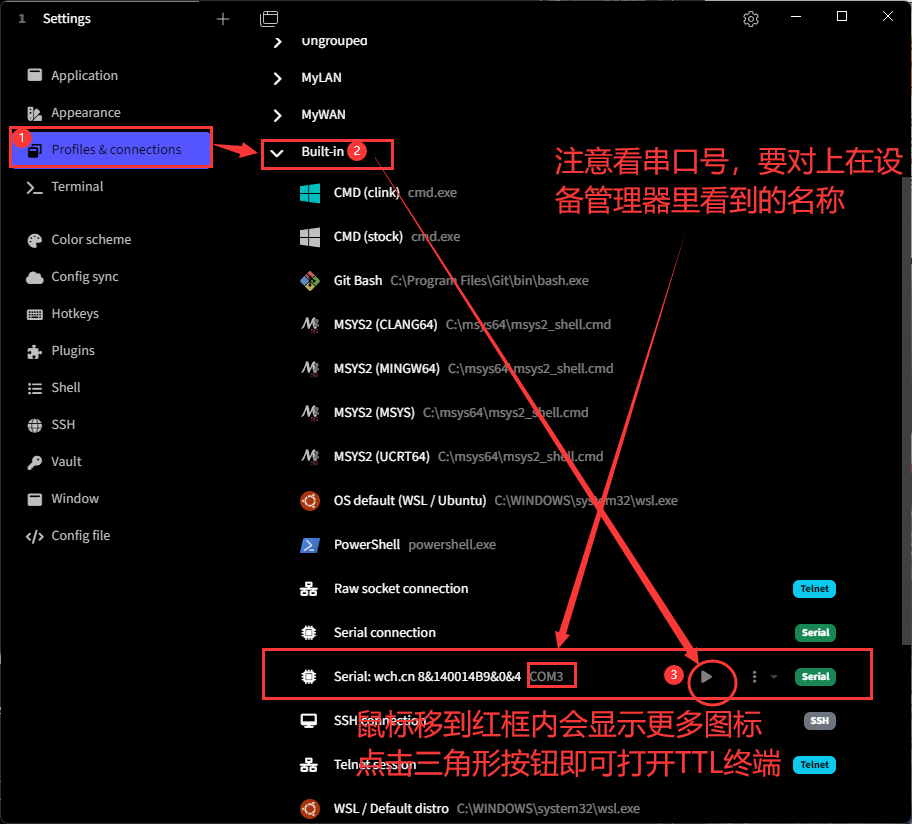 1 Settings
Ungrouped
Application
MyLAN
Appearance
MyWAN
1
Profiles & connections
Built-in 2
注意看串口号，要对上在设
备管理器里看到的名称
Terminal
CMD (clink) cmd.exe
CMD (stock) cmd.exe
Color scheme
Config sync
Git Bash C:\Program Files\Git\bin\bash.exe
Hotkeys
MSYS2 (CLANG64) C:\msys64\msys2_shell.cmd
Plugins
MSYS2 (MINGW64) C:\msys64\msys2_shell.cmd
Shell
MSYS2 (MSYS) C:\msys64\msys2_shell.cmd
SSH
MSYS2 (UCRT64) C:\msys64\msys2_shell.cmd
Vault
Window
OS default (WSL / Ubuntu) C:\WINDOWS\system32\wsl.exe
Config file
PowerShell powershell.exe
Raw socket connection Telnet
Serial connection Serial
Serial: wch.cn 8&140014B9&0&4 COM3 3 Serial
SSH connection SSH
鼠标移到红框内会显示更多图标
点击三角形按钮即可打开TTL终端
Telnet session Telnet
WSL / Default distro C:\WINDOWS\system32\wsl.exe